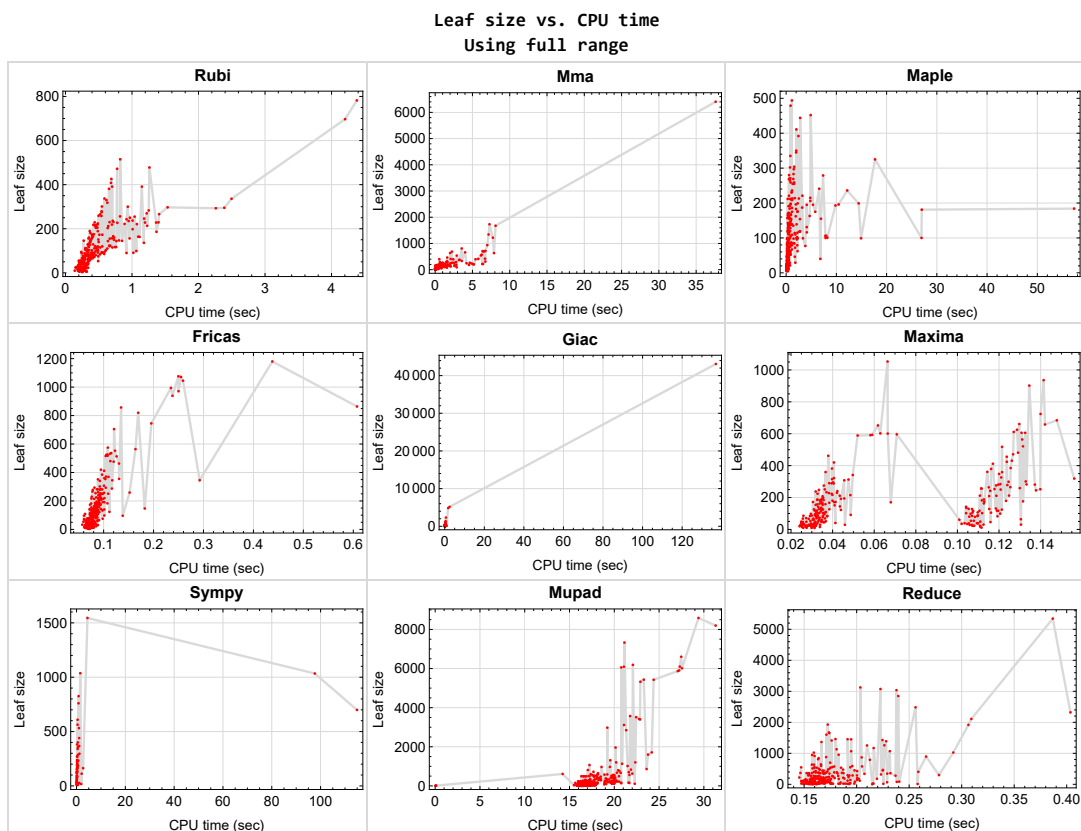 Leaf size vs. CPU time
Using full range
Rubi
Leaf size
800
600
400
200
0
0 1 2 3 4
CPU time (sec)
Mma
Leaf size
6000
5000
4000
3000
2000
1000
0
0 5 10 15 20 25 30 35
CPU time (sec)
Maple
Leaf size
500
400
300
200
100
0
0 10 20 30 40 50
CPU time (sec)
Fricas
Leaf size
1200
1000
800
600
400
200
0
0.1 0.2 0.3 0.4 0.5 0.6
CPU time (sec)
Giac
Leaf size
40 000
30 000
20 000
10 000
0
0 20 40 60 80 100 120
CPU time (sec)
Maxima
Leaf size
1000
800
600
400
200
0
0.02 0.04 0.06 0.08 0.10 0.12 0.14
CPU time (sec)
Sympy
Leaf size
1500
1000
500
0
0 20 40 60 80 100
CPU time (sec)
Mupad
Leaf size
8000
6000
4000
2000
0
0 5 10 15 20 25 30
CPU time (sec)
Reduce
Leaf size
5000
4000
3000
2000
1000
0
0.15 0.20 0.25 0.30 0.35 0.40
CPU time (sec)